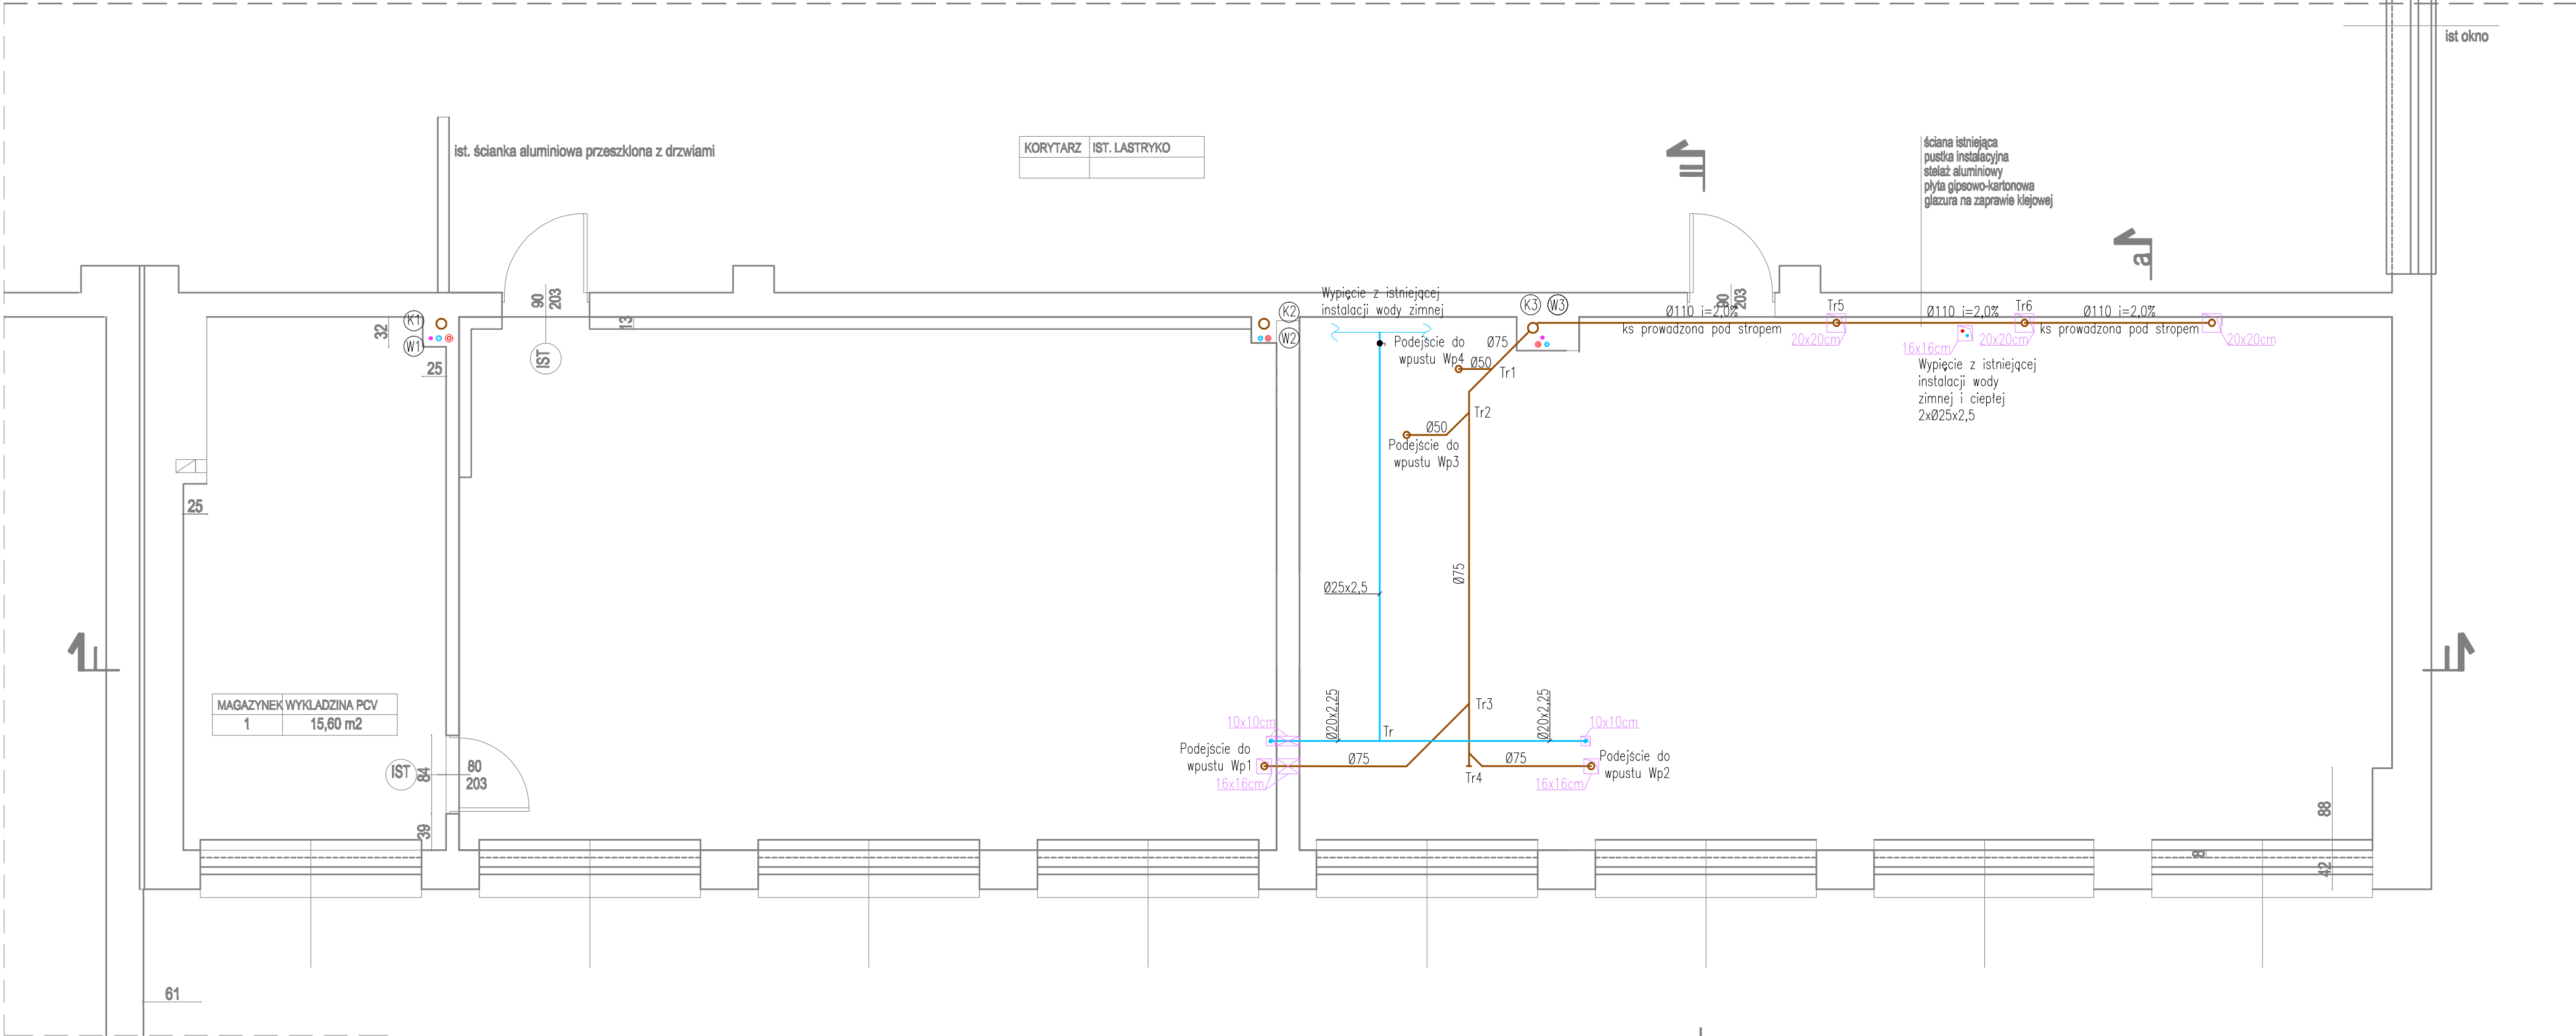 ist okno
ist. ścianka aluminiowa przeszklona z drzwiami
KORYTARZ IST. LASTRYKO
ściana istniejąca
pustka instalacyjna
stelaż aluminiowy
płyta gipsowo-kartonowa
glazura na zaprawie klejowej
III
a
90
203
90
203
Wypięcie z istniejącej
instalacji wody zimnej
K1
W1
K2
W2
K3
W3
32
25
13
IST
Podejście do
wpustu Wp4
Ø50
Ø75
Tr1
Tr2
Ø50
Podejście do
wpustu Wp3
Ø110 i=2,0%
ks prowadzona pod stropem
Tr5
20x20cm
Ø110 i=2,0%
16x16cm
Tr6
20x20cm
Ø110 i=2,0%
ks prowadzona pod stropem
20x20cm
Wypięcie z istniejącej
instalacji wody
zimnej i ciepłej
2xØ25x2,5
25
Ø25x2,5
Ø75
1
1
MAGAZYNEK WYKLADZINA PCV
1 15,60 m2
IST
84
80
203
39
10x10cm
Ø20x2,25
Tr
Tr3
Ø20x2,25
10x10cm
Podejście do
wpustu Wp1
16x16cm
Ø75
Tr4
Ø75
16x16cm
Podejście do
wpustu Wp2
88
8
42
61